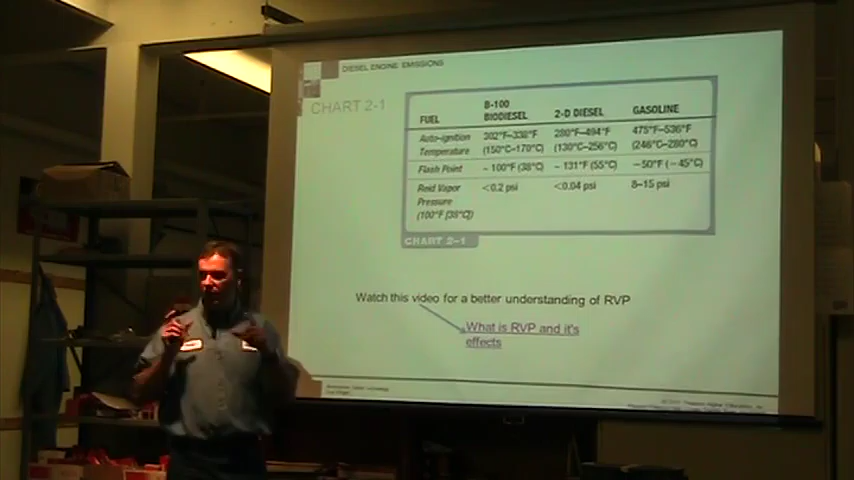 DIESEL ENGINE EMISSIONS
CHART 2-1
FUEL B-100 BIODIESEL 2-D DIESEL GASOLINE
Auto-ignition 302°F–338°F 280°F–494°F 475°F–536°F
Temperature (150°C–170°C) (130°C–256°C) (246°C–280°C)
Flash Point – 100°F (38°C) – 131°F (55°C) –50°F (–45°C)
Reid Vapor <0.2 psi <0.04 psi 8–15 psi
Pressure
(100°F [38°C])
CHART 2–1
Watch this video for a better understanding of RVP
What is RVP and it's
effects